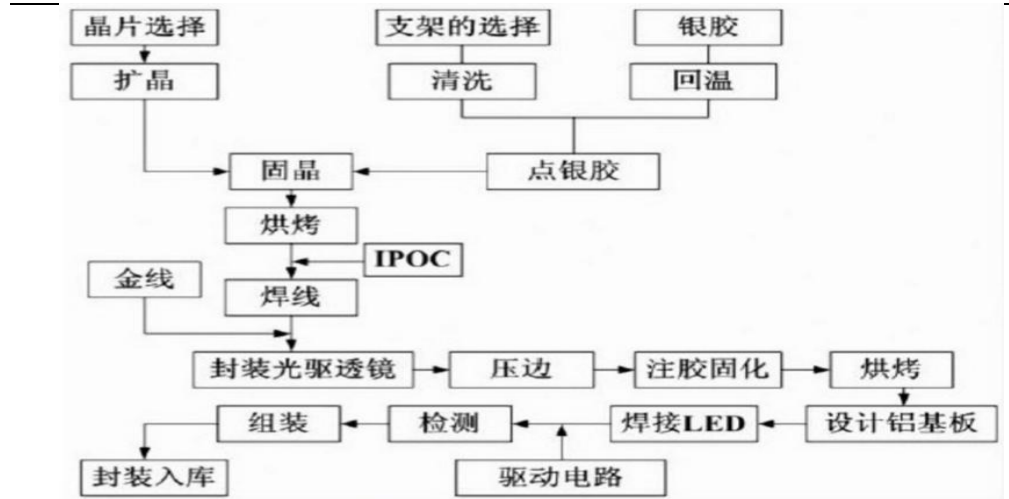 晶片选择
支架的选择
银胶
扩晶
清洗
回温
固晶
点银胶
烘烤
IPOC
金线
焊线
封装光驱透镜
压边
注胶固化
烘烤
组装
检测
焊接LED
设计铝基板
封装入库
驱动电路